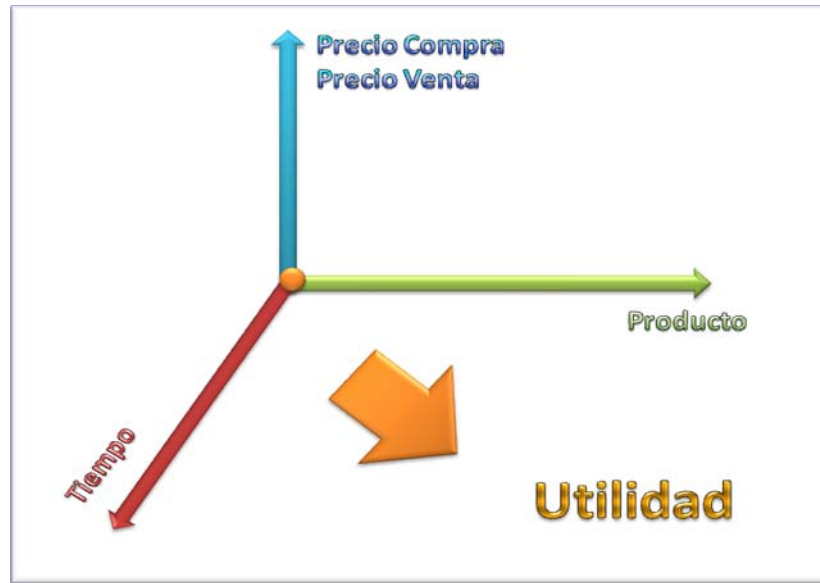 Precio Compra
Precio Venta
Producto
Tiempo
Utilidad